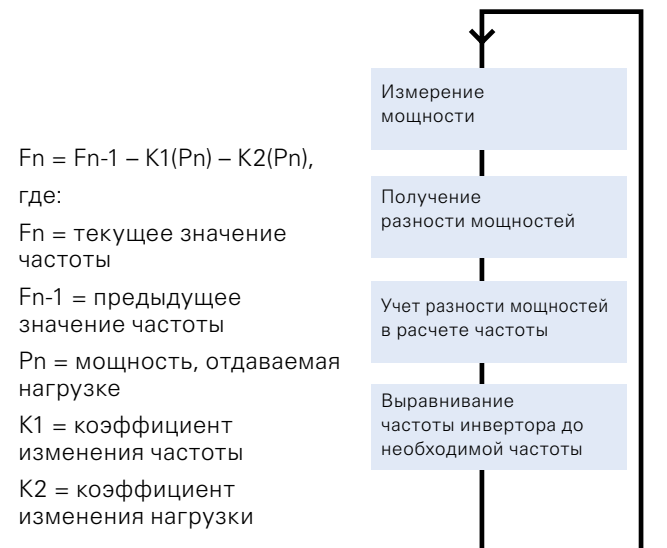 Fn = Fn-1 – K1(Pn) – K2(Pn),
где:
Fn = текущее значение
частоты
Fn-1 = предыдущее
значение частоты
Pn = мощность, отдаваемая
нагрузке
K1 = коэффициент
изменения частоты
K2 = коэффициент
изменения нагрузки
Измерение
мощности
Получение
разности мощностей
Учет разности мощностей
в расчете частоты
Выравнивание
частоты инвертора до
необходимой частоты